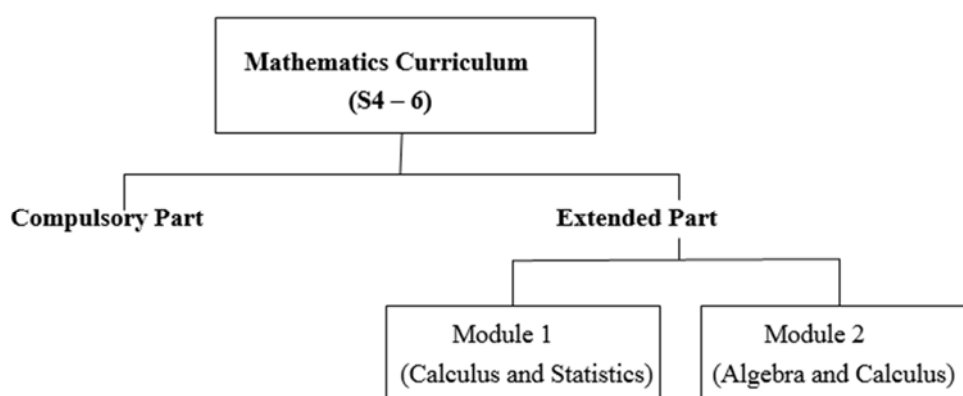 Mathematics Curriculum
(S4 – 6)
Compulsory Part
Extended Part
Module 1
(Calculus and Statistics)
Module 2
(Algebra and Calculus)